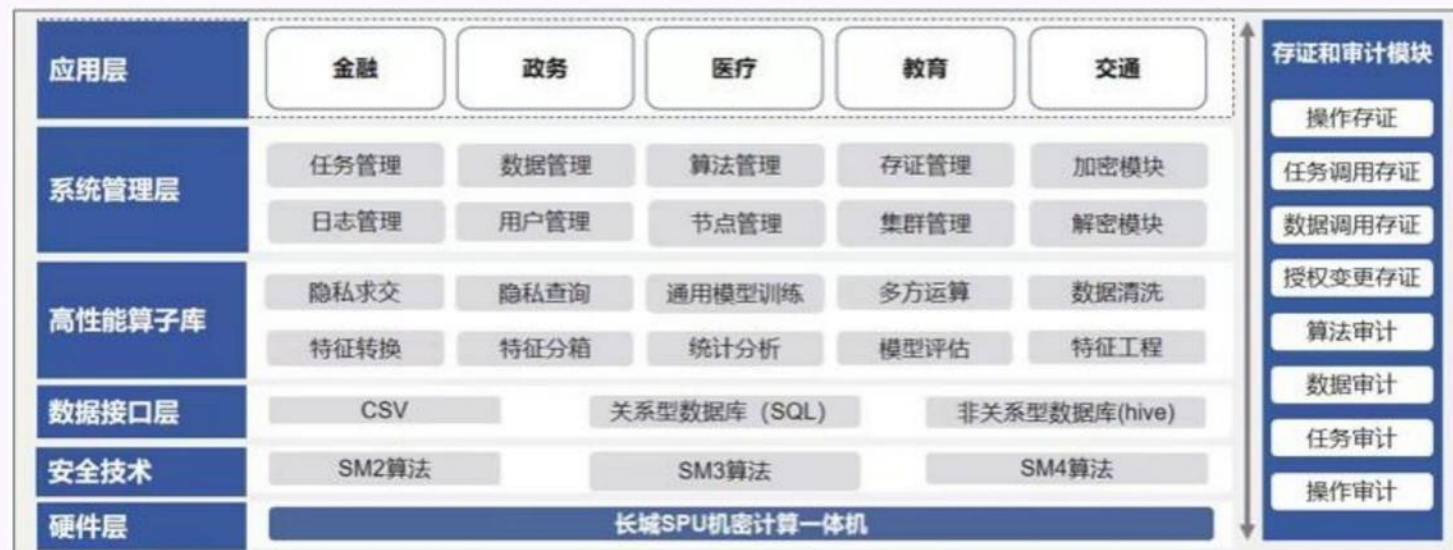 应用层
金融
政务
医疗
教育
交通
系统管理层
任务管理
数据管理
算法管理
存证管理
加密模块
日志管理
用户管理
节点管理
集群管理
解密模块
高性能算子库
隐私求交
隐私查询
通用模型训练
多方运算
数据清洗
特征转换
特征分箱
统计分析
模型评估
特征工程
数据接口层
CSV
关系型数据库（SQL）
非关系型数据库(hive)
安全技术
SM2算法
SM3算法
SM4算法
硬件层
长城SPU机密计算一体机
存证和审计模块
操作存证
任务调用存证
数据调用存证
授权变更存证
算法审计
数据审计
任务审计
操作审计